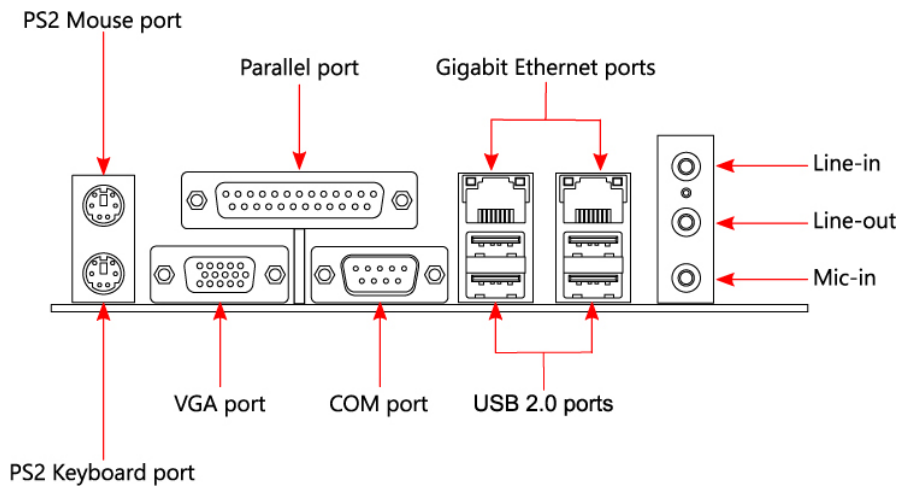 PS2 Mouse port
Parallel port
Gigabit Ethernet ports
Line-in
Line-out
Mic-in
VGA port
COM port
USB 2.0 ports
PS2 Keyboard port